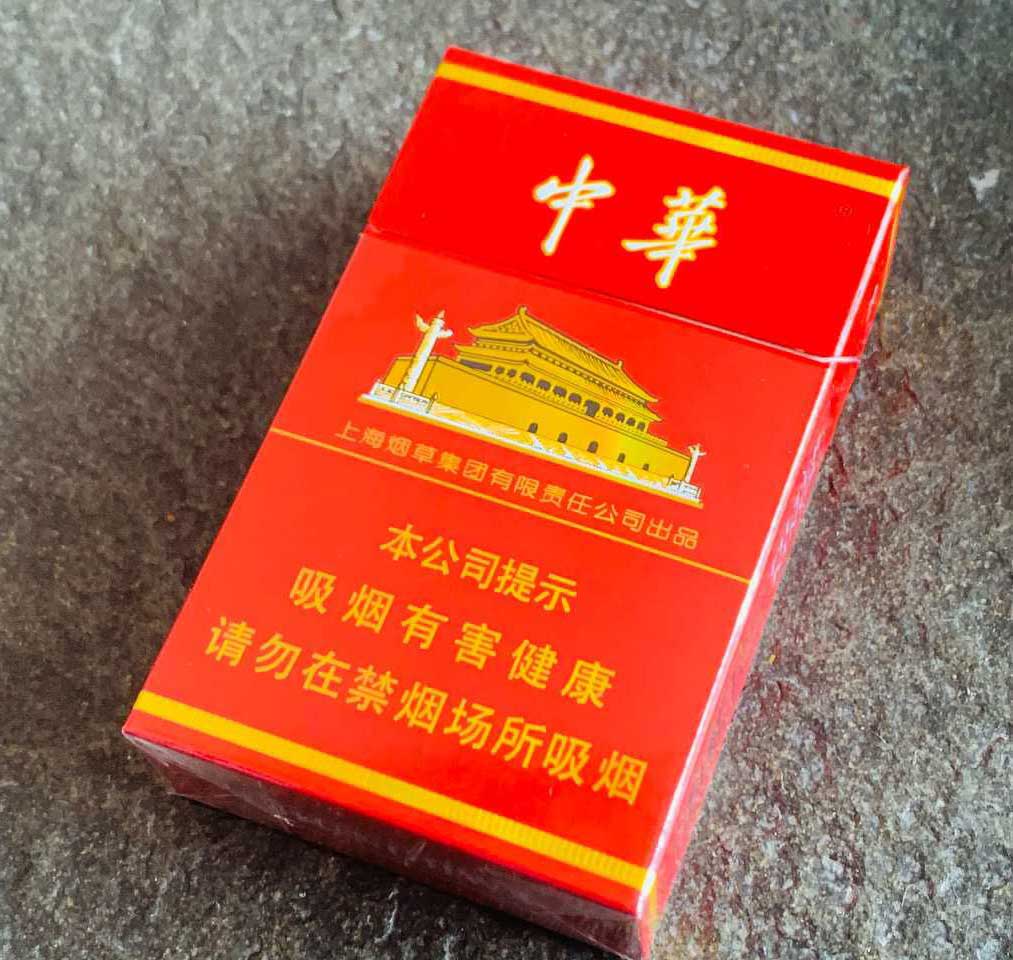 中華
®
上海烟草集团有限责任公司出品
本公司提示
吸烟有害健康
请勿在禁烟场所吸烟